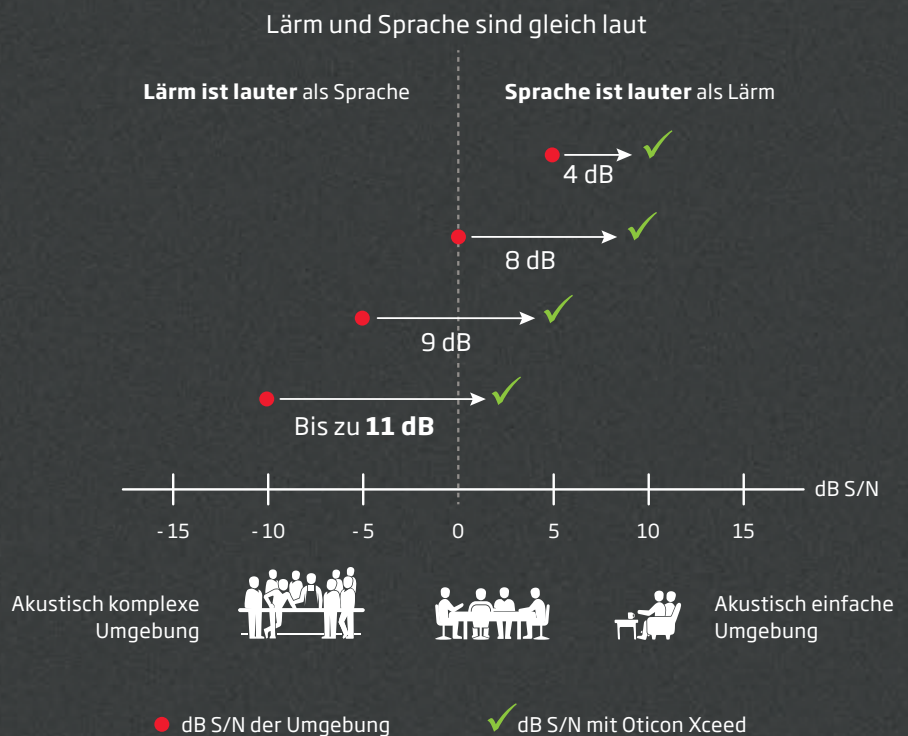 Lärm und Sprache sind gleich laut
Lärm ist lauter als Sprache
Sprache ist lauter als Lärm
4 dB
8 dB
9 dB
Bis zu 11 dB
dB S/N
-15 -10 -5 0 5 10 15
Akustisch komplexe
Umgebung
Akustisch einfache
Umgebung
dB S/N der Umgebung
dB S/N mit Oticon Xceed